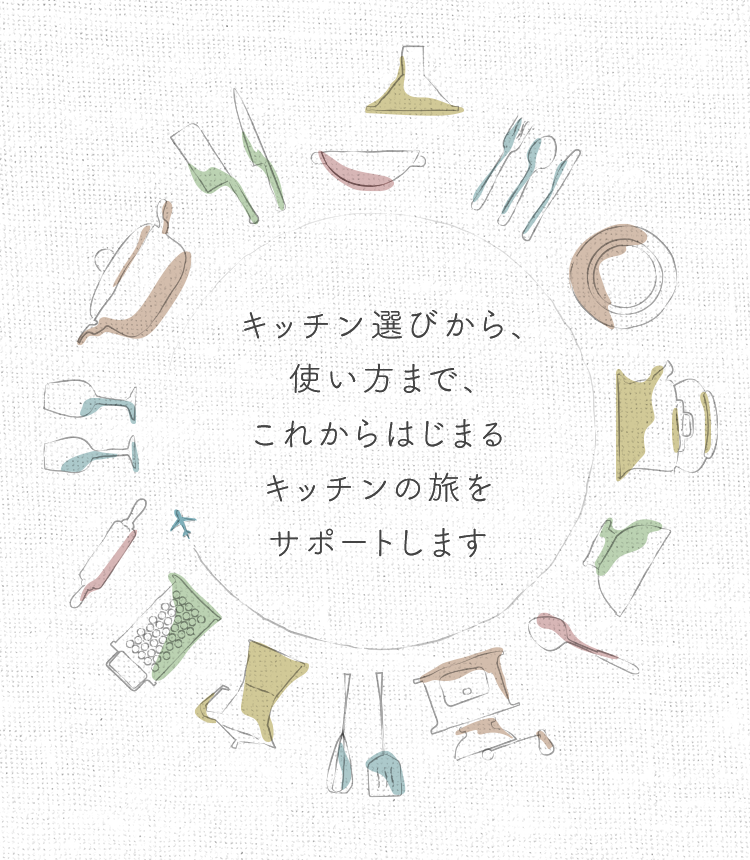 キッチン選びから、
使い方まで、
これからはじまる
キッチンの旅を
サポートします